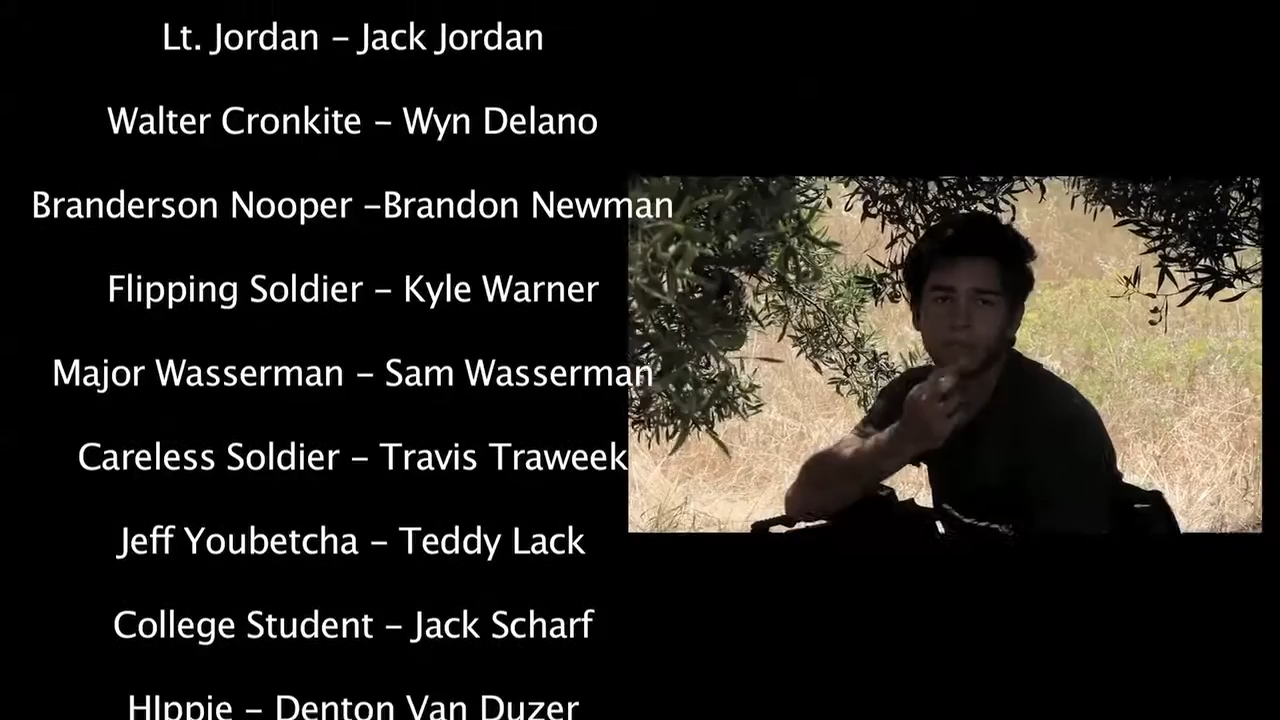 Lt. Jordan – Jack Jordan
Walter Cronkite – Wyn Delano
Branderson Nooper –Brandon Newman
Flipping Soldier – Kyle Warner
Major Wasserman – Sam Wasserman
Careless Soldier – Travis Traweek
Jeff Youbetcha – Teddy Lack
College Student – Jack Scharf
HIppie – Denton Van Duzer